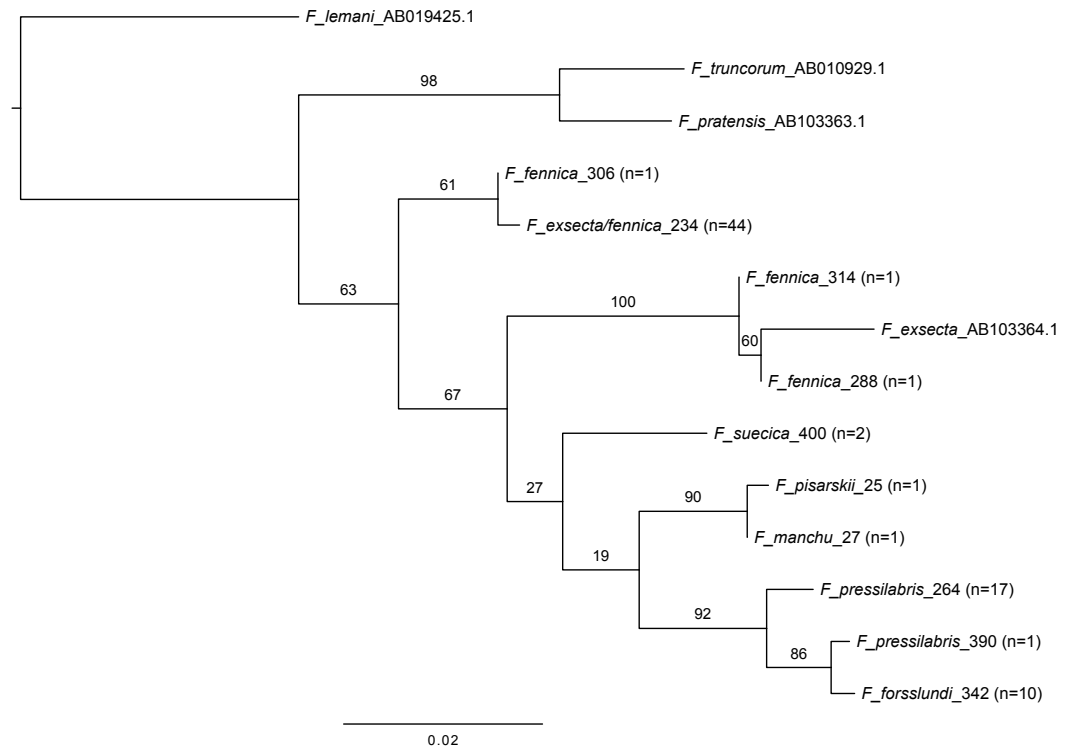 F_lemani_AB019425.1
F_truncorum_AB010929.1
98
F_pratensis_AB103363.1
F_fennica_306 (n=1)
61
F_exsecta/fennica_234 (n=44)
F_fennica_314 (n=1)
63
100
F_exsecta_AB103364.1
60
F_fennica_288 (n=1)
67
F_suecica_400 (n=2)
27
F_pisarskii_25 (n=1)
90
F_manchu_27 (n=1)
19
F_pressilabris_264 (n=17)
92
F_pressilabris_390 (n=1)
86
F_forsslundi_342 (n=10)
0.02